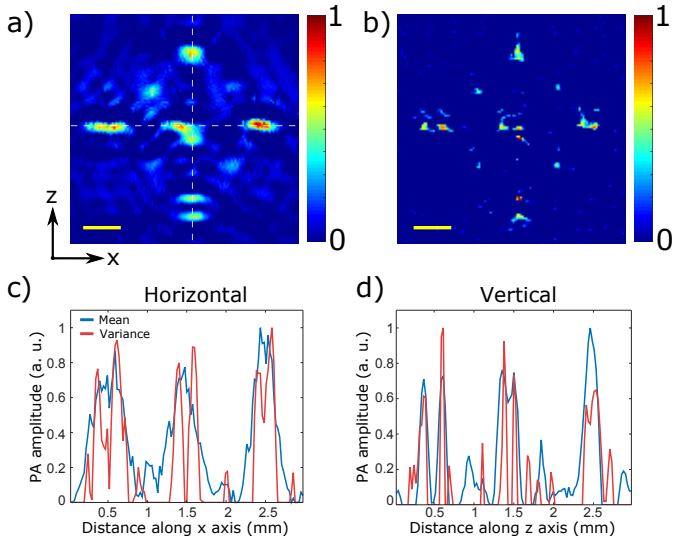 a)
1
0
z
x
b)
1
0
c)
Horizontal
Mean
Variance
PA amplitude (a. u.)
1
0.8
0.6
0.4
0.2
0
0.5
1
1.5
2
2.5
Distance along x axis (mm)
d)
Vertical
PA amplitude (a. u.)
1
0.8
0.6
0.4
0.2
0
0.5
1
1.5
2
2.5
Distance along z axis (mm)